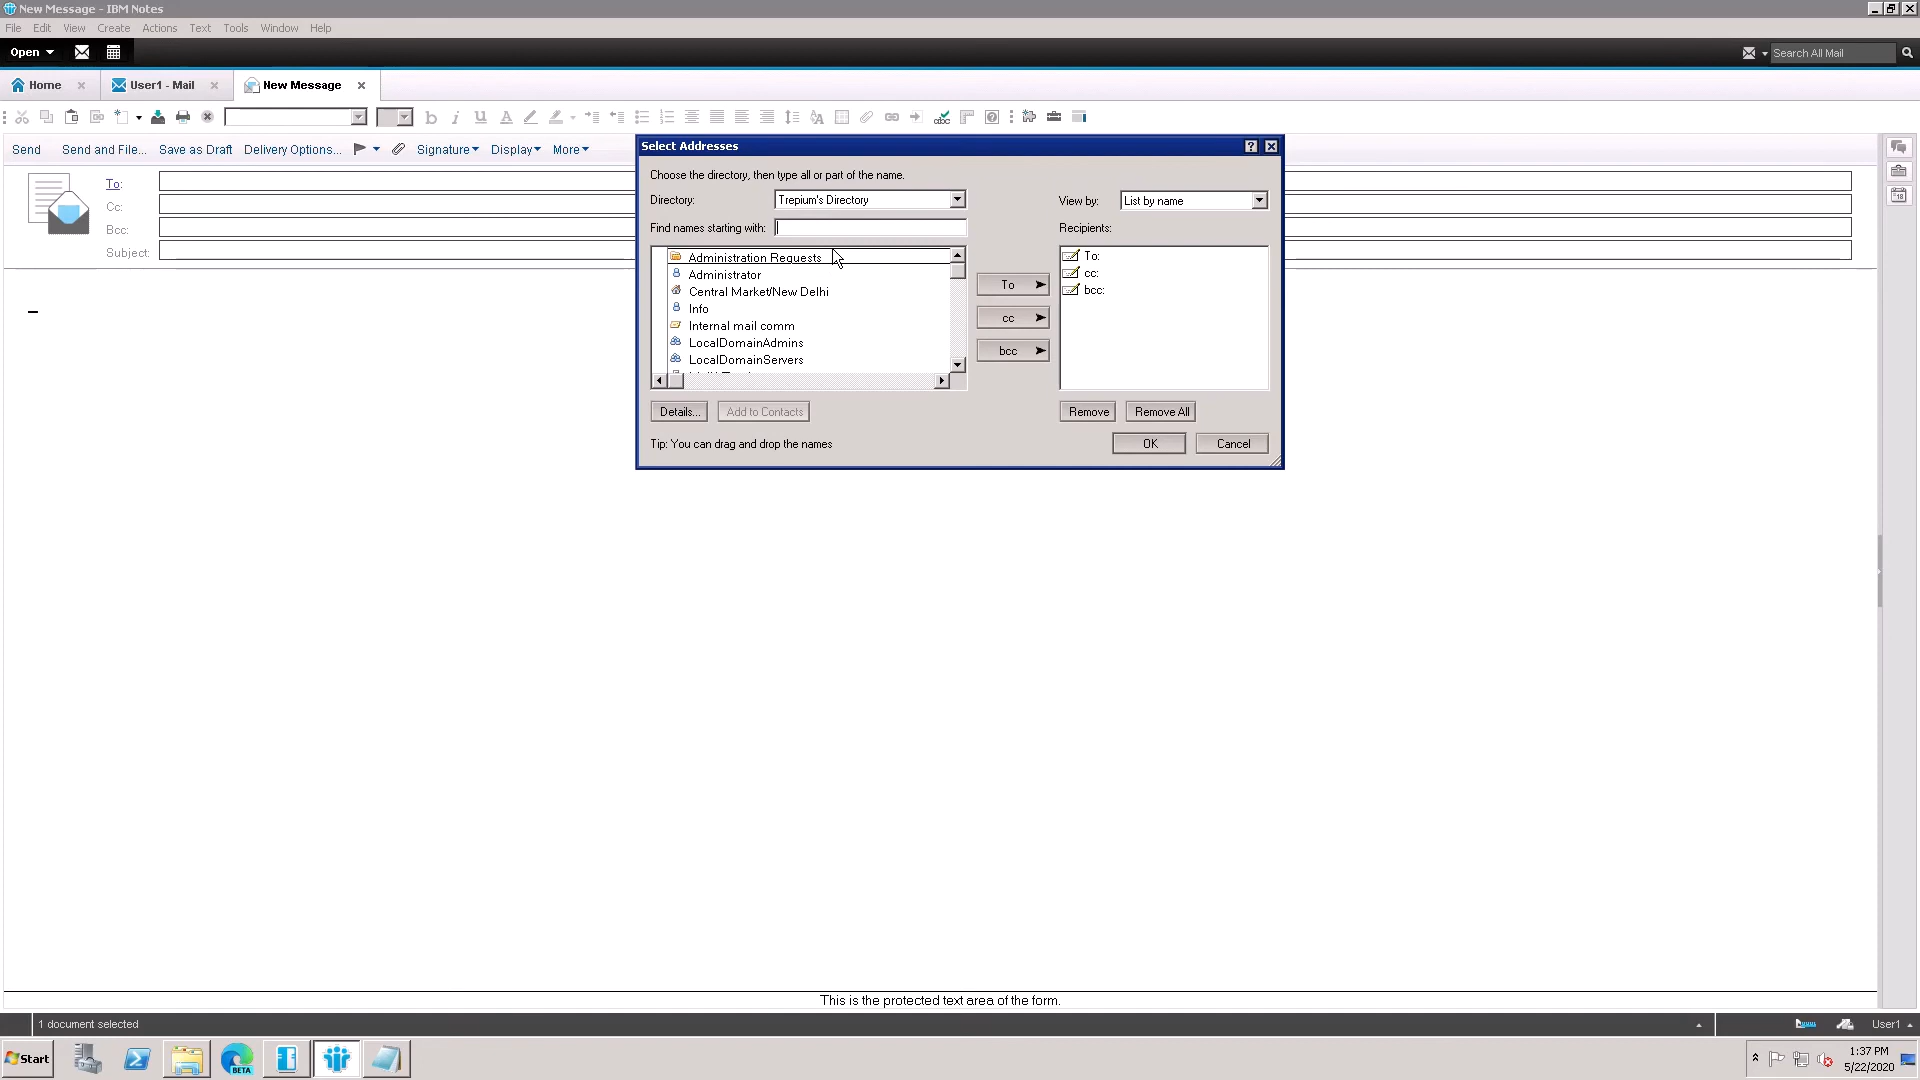 New Message - IBM Notes
File Edit View Create Actions Text Tools Window Help
Open Search All Mail
Home User1 - Mail New Message
Send Send and File... Save as Draft Delivery Options... Signature Display More
To:
Cc:
Bcc:
Subject:
Select Addresses
Choose the directory, then type all or part of the name.
Directory: Trepium's Directory View by: List by name
Find names starting with: Recipients:
Administration Requests
Administrator
Central Market/New Delhi
Info
Internal mail comm
LocalDomainAdmins
LocalDomainServers
To
cc
bcc
To:
cc:
bcc:
Details... Add to Contacts Remove Remove All
Tip: You can drag and drop the names OK Cancel
This is the protected text area of the form.
1 document selected User1
Start BETA 1:37 PM
5/22/2020